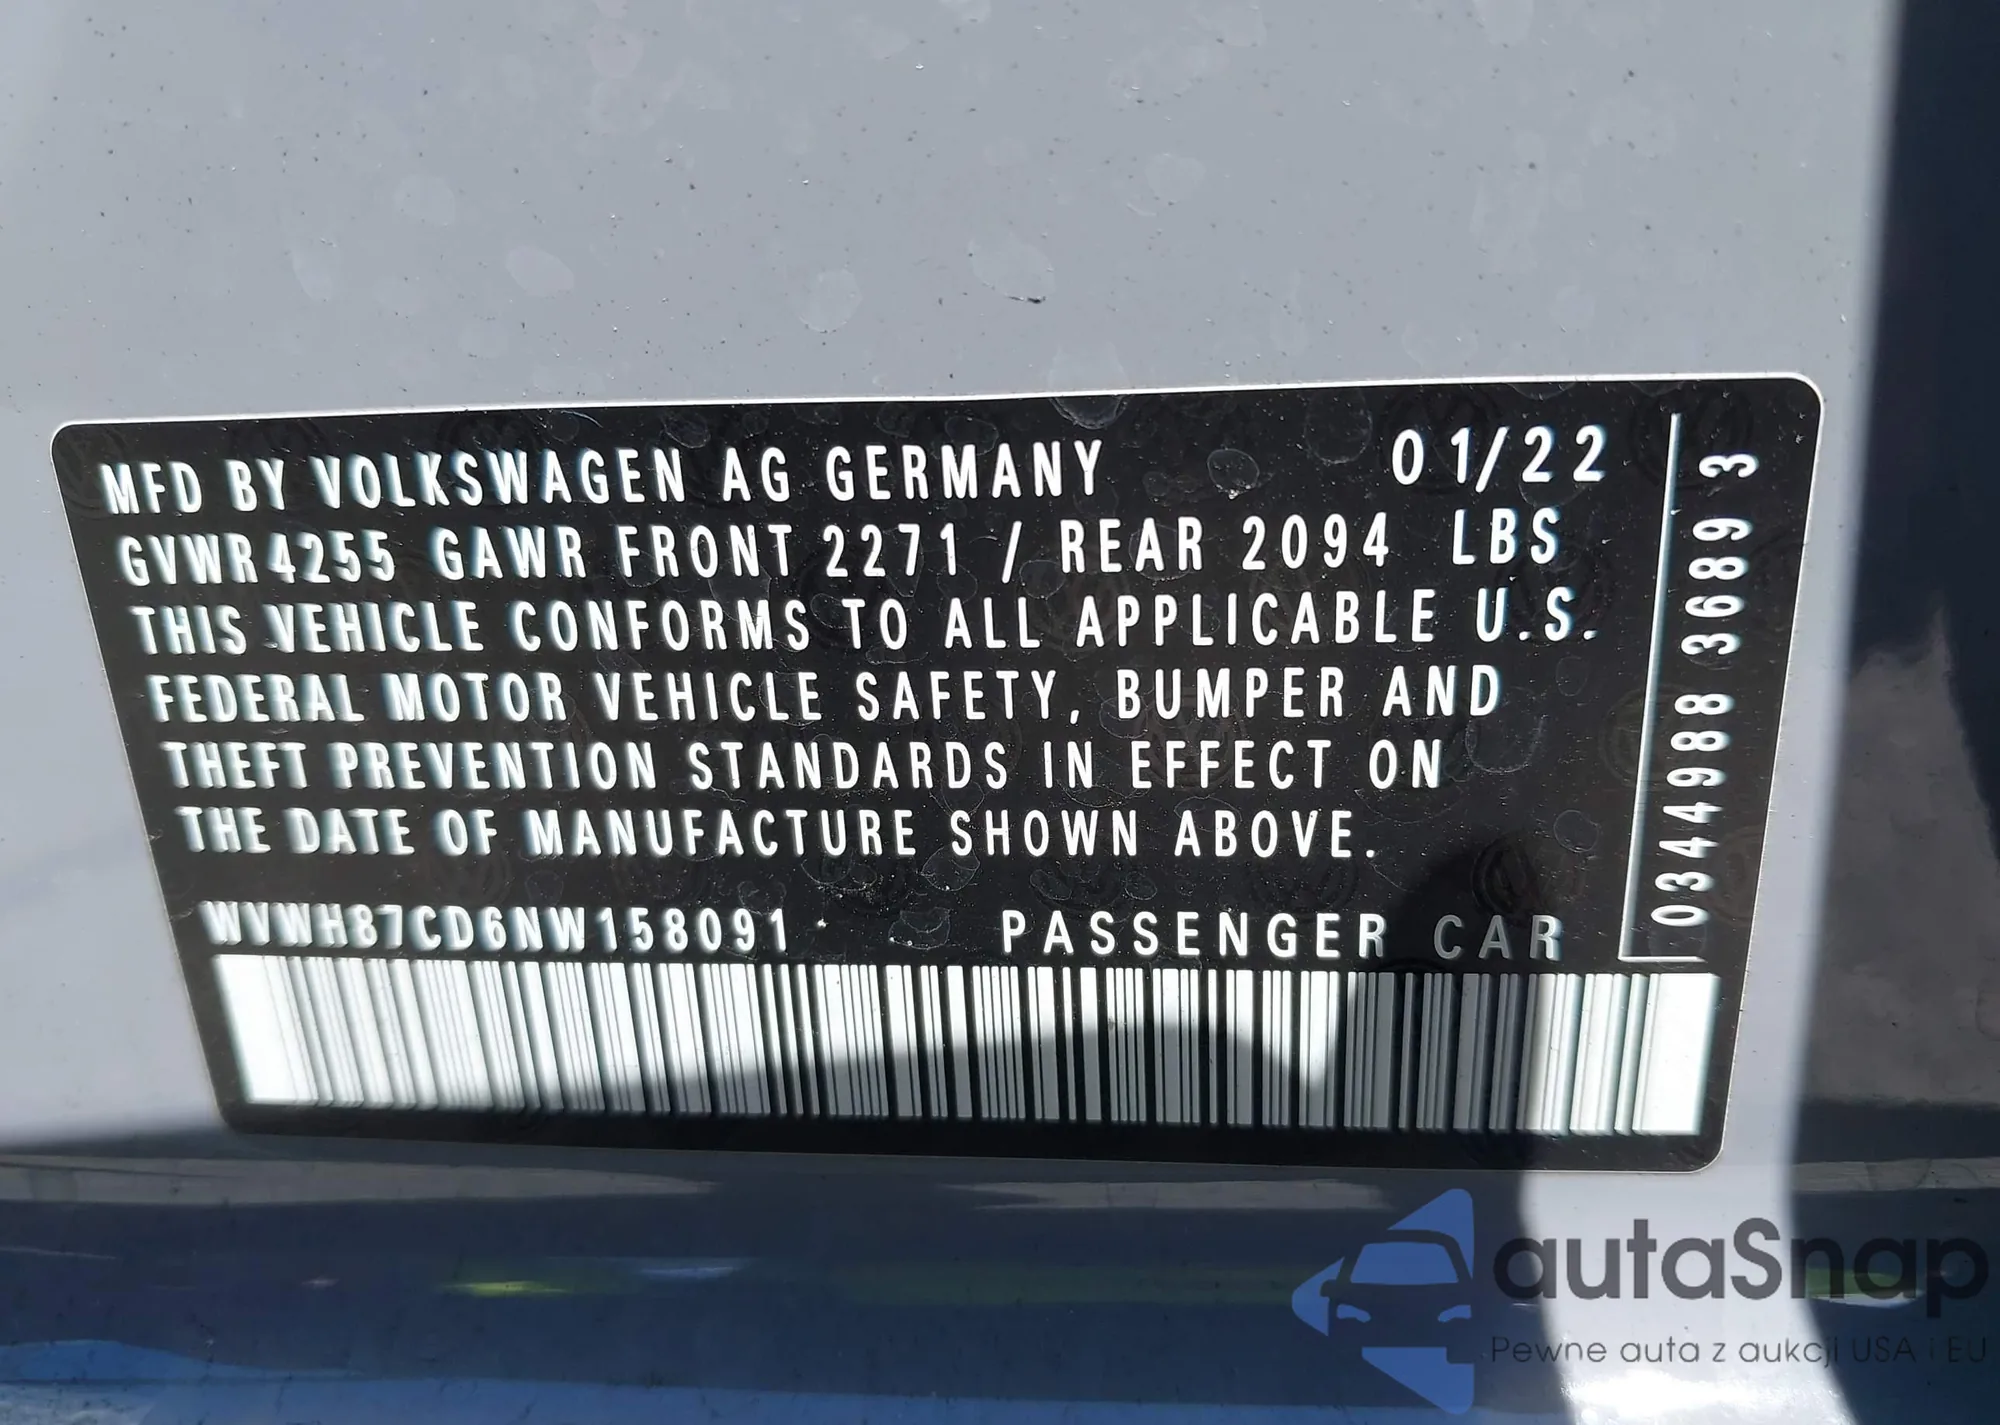 MFD BY VOLKSWAGEN AG GERMANY 01/22
GVWR 4255 GAWR FRONT 2271 / REAR 2094 LBS
THIS VEHICLE CONFORMS TO ALL APPLICABLE U.S.
FEDERAL MOTOR VEHICLE SAFETY, BUMPER AND
THEFT PREVENTION STANDARDS IN EFFECT ON
THE DATE OF MANUFACTURE SHOWN ABOVE.
WVWH87CD6NW158091 PASSENGER CAR
0344988 3689 3
autaSnap
Pewne auta z aukcji USA i EU